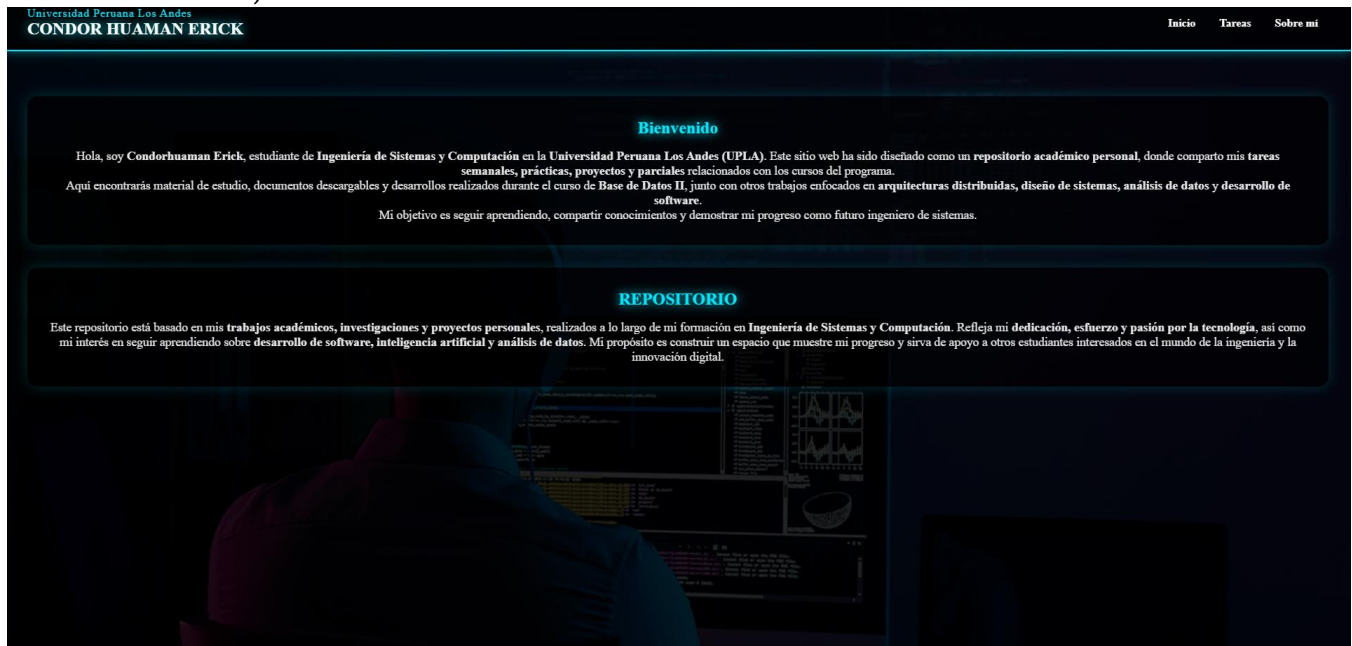 Universidad Peruana Los Andes
CONDOR HUAMAN ERICK
Inicio Tareas Sobre mí
Bienvenido
Hola, soy Condorhuaman Erick, estudiante de Ingeniería de Sistemas y Computación en la Universidad Peruana Los Andes (UPLA). Este sitio web ha sido diseñado como un repositorio académico personal, donde comparto mis tareas
semanales, prácticas, proyectos y parciales relacionados con los cursos del programa.
Aquí encontrarás material de estudio, documentos descargables y desarrollos realizados durante el curso de Base de Datos II, junto con otros trabajos enfocados en arquitecturas distribuidas, diseño de sistemas, análisis de datos y desarrollo de
software.
Mi objetivo es seguir aprendiendo, compartir conocimientos y demostrar mi progreso como futuro ingeniero de sistemas.
REPOSITORIO
Este repositorio está basado en mis trabajos académicos, investigaciones y proyectos personales, realizados a lo largo de mi formación en Ingeniería de Sistemas y Computación. Refleja mi dedicación, esfuerzo y pasión por la tecnología, así como
mi interés en seguir aprendiendo sobre desarrollo de software, inteligencia artificial y análisis de datos. Mi propósito es construir un espacio que muestre mi progreso y sirva de apoyo a otros estudiantes interesados en el mundo de la ingeniería y la
innovación digital.